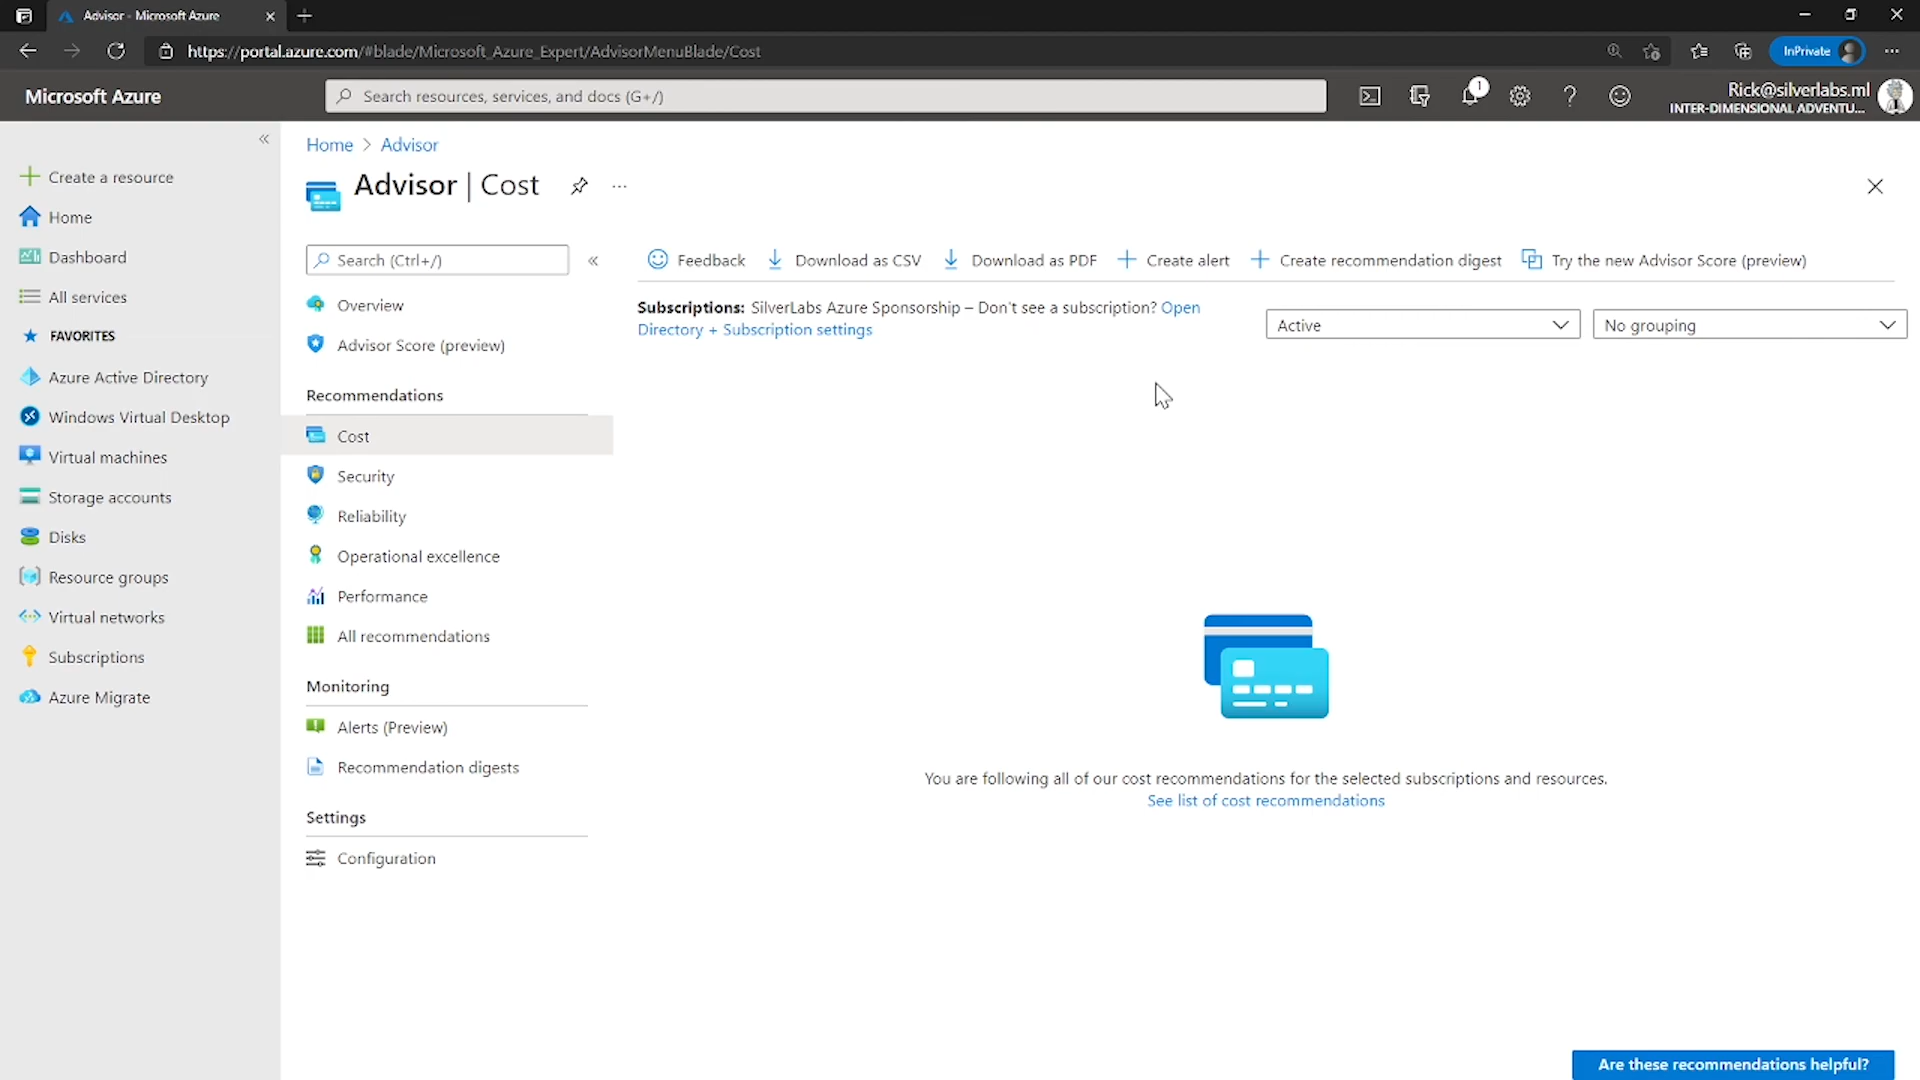 Advisor - Microsoft Azure
https://portal.azure.com/#blade/Microsoft_Azure_Expert/AdvisorMenuBlade/Cost
InPrivate
Microsoft Azure
Search resources, services, and docs (G+/)
1
Rick@silverlabs.ml
INTER-DIMENSIONAL ADVENTU...
Create a resource
Home
Dashboard
All services
FAVORITES
Azure Active Directory
Windows Virtual Desktop
Virtual machines
Storage accounts
Disks
Resource groups
Virtual networks
Subscriptions
Azure Migrate
Home > Advisor
Advisor | Cost
Search (Ctrl+/)
Overview
Advisor Score (preview)
Recommendations
Cost
Security
Reliability
Operational excellence
Performance
All recommendations
Monitoring
Alerts (Preview)
Recommendation digests
Settings
Configuration
Feedback Download as CSV Download as PDF Create alert Create recommendation digest Try the new Advisor Score (preview)
Subscriptions: SilverLabs Azure Sponsorship – Don't see a subscription? Open
Directory + Subscription settings
Active
No grouping
You are following all of our cost recommendations for the selected subscriptions and resources.
See list of cost recommendations
Are these recommendations helpful?